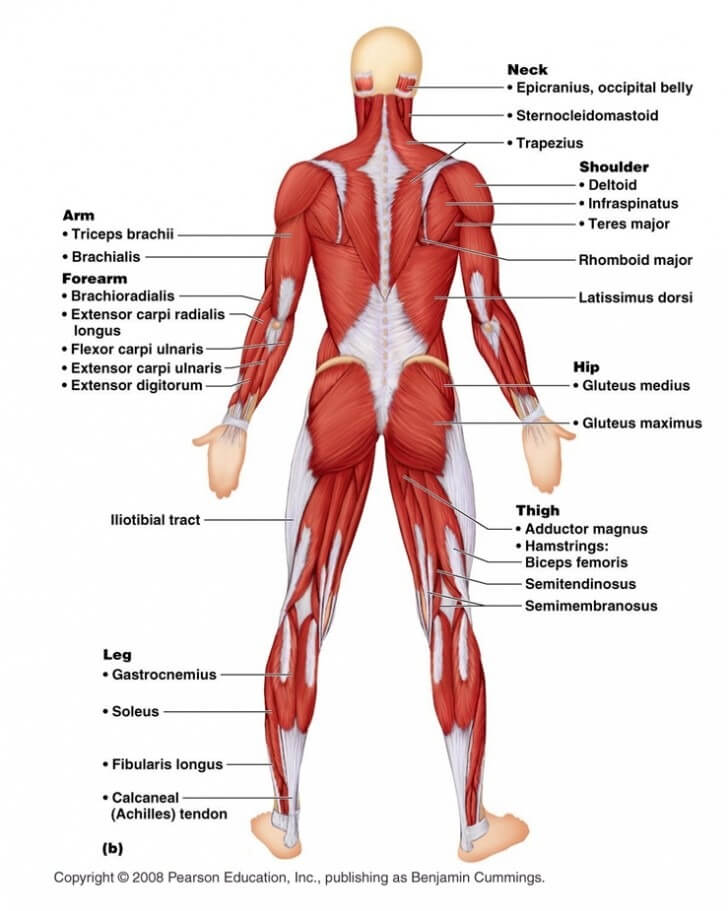 Neck
• Epicranius, occipital belly
• Sternocleidomastoid
• Trapezius
Shoulder
• Deltoid
• Infraspinatus
• Teres major
Rhomboid major
Latissimus dorsi
Arm
• Triceps brachii
• Brachialis
Forearm
• Brachioradialis
• Extensor carpi radialis
longus
• Flexor carpi ulnaris
• Extensor carpi ulnaris
• Extensor digitorum
Hip
• Gluteus medius
• Gluteus maximus
Iliotibial tract
Thigh
• Adductor magnus
• Hamstrings:
Biceps femoris
Semitendinosus
Semimembranosus
Leg
• Gastrocnemius
• Soleus
• Fibularis longus
• Calcaneal
(Achilles) tendon
(b)
Copyright © 2008 Pearson Education, Inc., publishing as Benjamin Cummings.